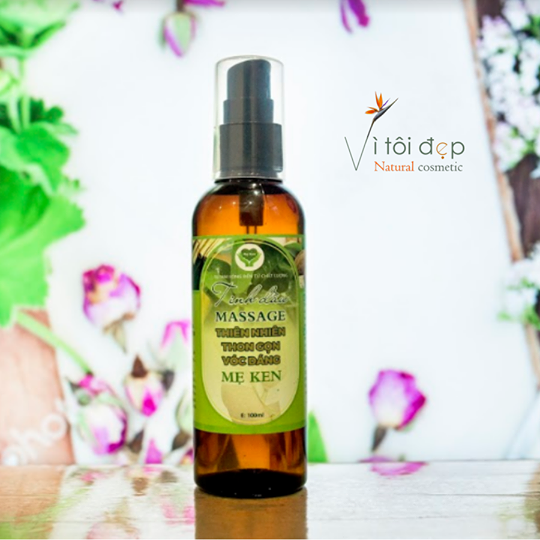 Vì tôi đẹp
Natural cosmetic
Tinh dầu
MASSAGE
THIÊN NHIÊN
THON GỌN
VÓC DÁNG
MẸ KEN
100ml